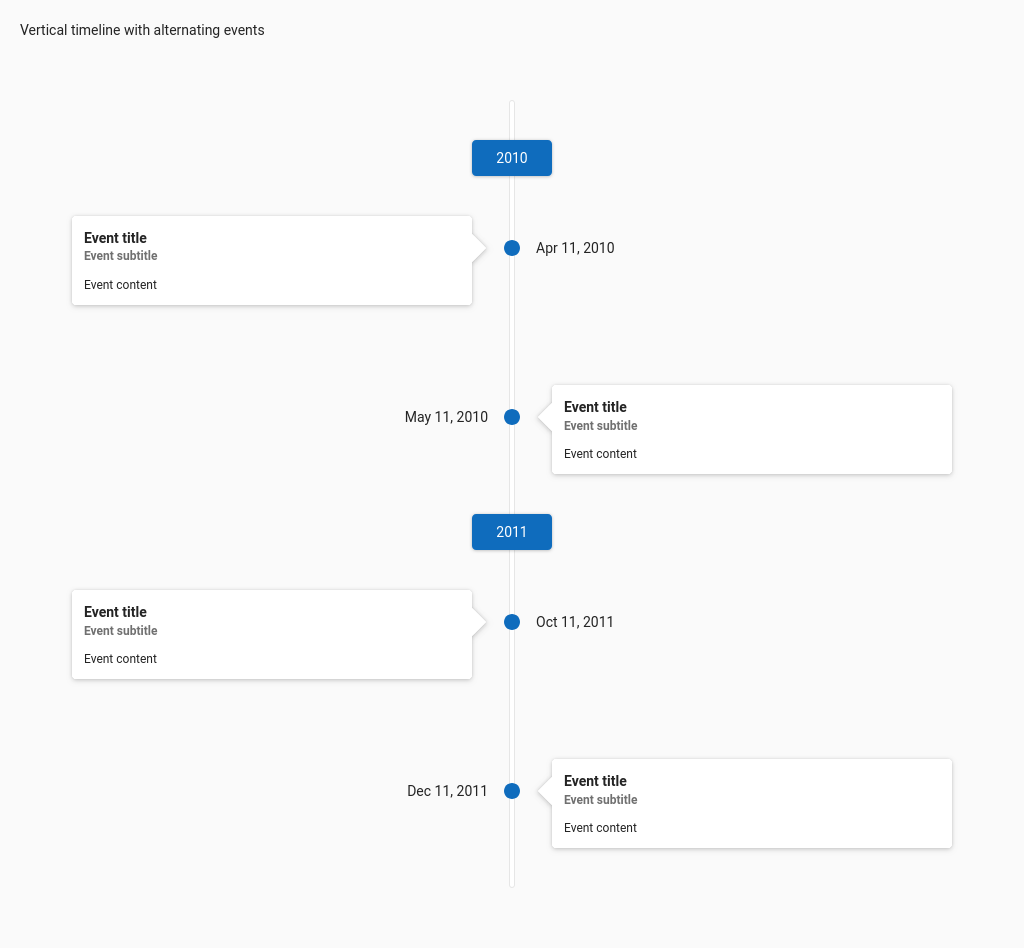 Vertical timeline with alternating events
2010
Event title
Event subtitle
Event content
Apr 11, 2010
May 11, 2010
Event title
Event subtitle
Event content
2011
Event title
Event subtitle
Event content
Oct 11, 2011
Dec 11, 2011
Event title
Event subtitle
Event content